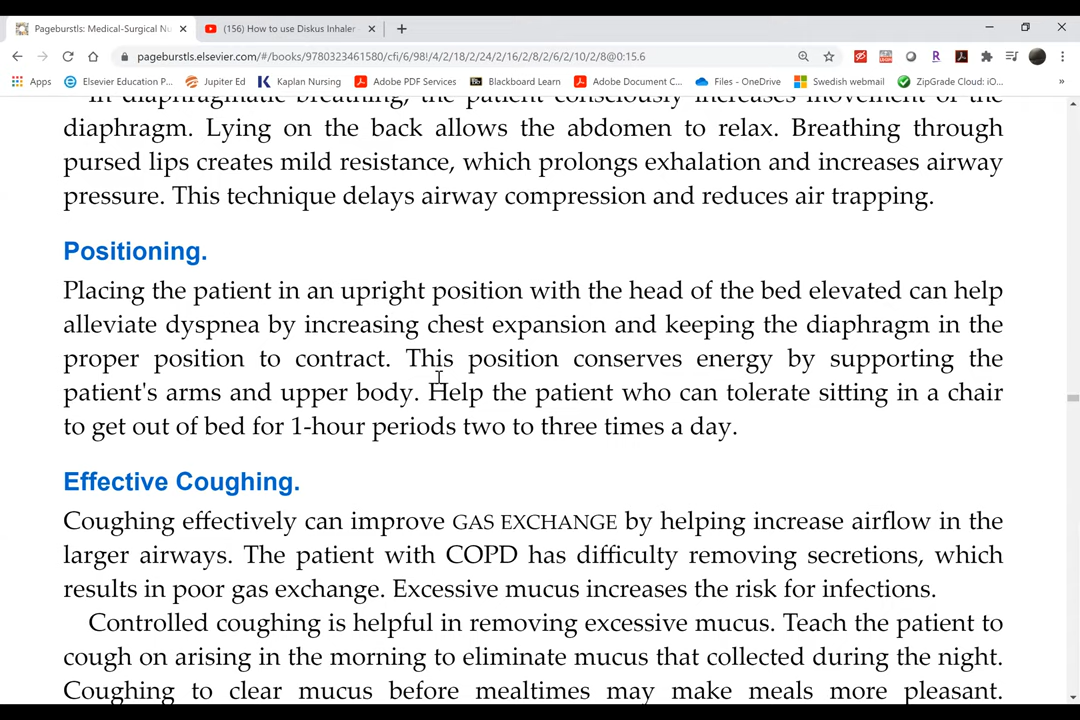 Pageburstls: Medical-Surgical Nu
(156) How to use Diskus Inhaler
pageburstls.elsevier.com/#/books/9780323461580/cfi/6/98!/4/2/18/2/24/2/16/2/8/2/6/2/10/2/8@0:15.6
Apps
Elsevier Education P...
Jupiter Ed
Kaplan Nursing
Adobe PDF Services
Blackboard Learn
Adobe Document C...
Files - OneDrive
Swedish webmail
ZipGrade Cloud: iO...
»
In diaphragmatic breathing, the patient consciously increases movement of the
diaphragm. Lying on the back allows the abdomen to relax. Breathing through
pursed lips creates mild resistance, which prolongs exhalation and increases airway
pressure. This technique delays airway compression and reduces air trapping.
Positioning.
Placing the patient in an upright position with the head of the bed elevated can help
alleviate dyspnea by increasing chest expansion and keeping the diaphragm in the
proper position to contract. This position conserves energy by supporting the
patient's arms and upper body. Help the patient who can tolerate sitting in a chair
to get out of bed for 1-hour periods two to three times a day.
Effective Coughing.
Coughing effectively can improve GAS EXCHANGE by helping increase airflow in the
larger airways. The patient with COPD has difficulty removing secretions, which
results in poor gas exchange. Excessive mucus increases the risk for infections.
Controlled coughing is helpful in removing excessive mucus. Teach the patient to
cough on arising in the morning to eliminate mucus that collected during the night.
Coughing to clear mucus before mealtimes may make meals more pleasant.